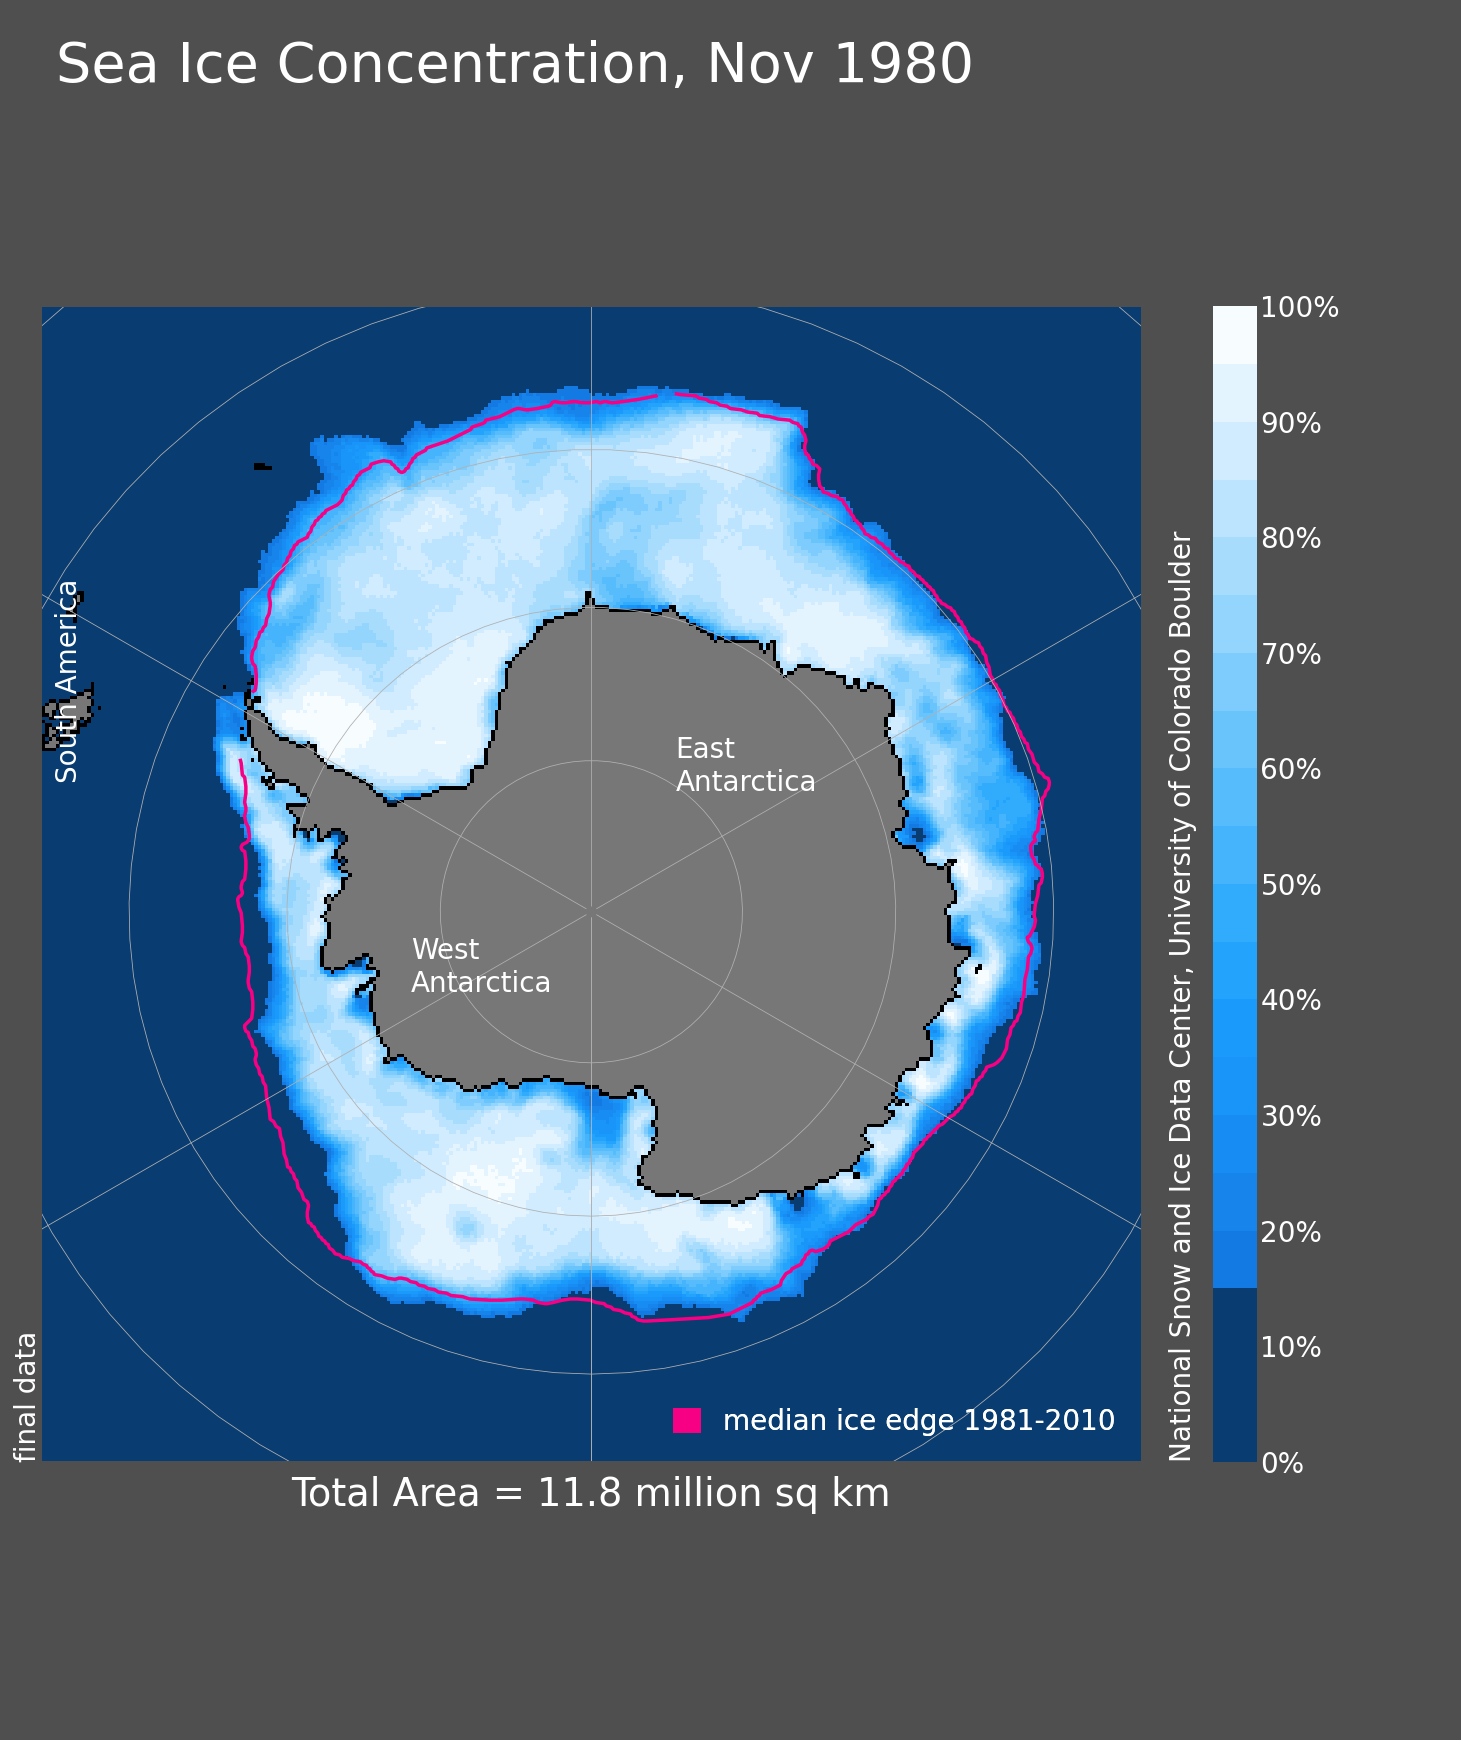 Sea Ice Concentration, Nov 1980
South America
East
Antarctica
West
Antarctica
median ice edge 1981-2010
final data
Total Area = 11.8 million sq km
National Snow and Ice Data Center, University of Colorado Boulder
100%
90%
80%
70%
60%
50%
40%
30%
20%
10%
0%